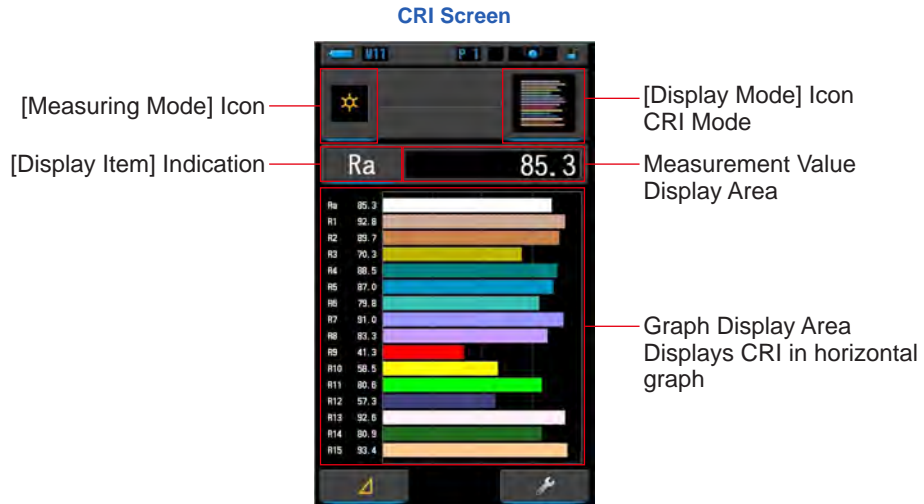 CRI Screen
M11 P 1
[Measuring Mode] Icon
[Display Mode] Icon
CRI Mode
[Display Item] Indication
Ra 85.3
Measurement Value
Display Area
Ra 85.3
R1 92.8
R2 89.7
R3 70.3
R4 88.5
R5 87.0
R6 79.8
R7 91.0
R8 83.3
R9 41.3
R10 58.5
R11 80.6
R12 57.3
R13 92.6
R14 80.9
R15 93.4
Graph Display Area
Displays CRI in horizontal
graph